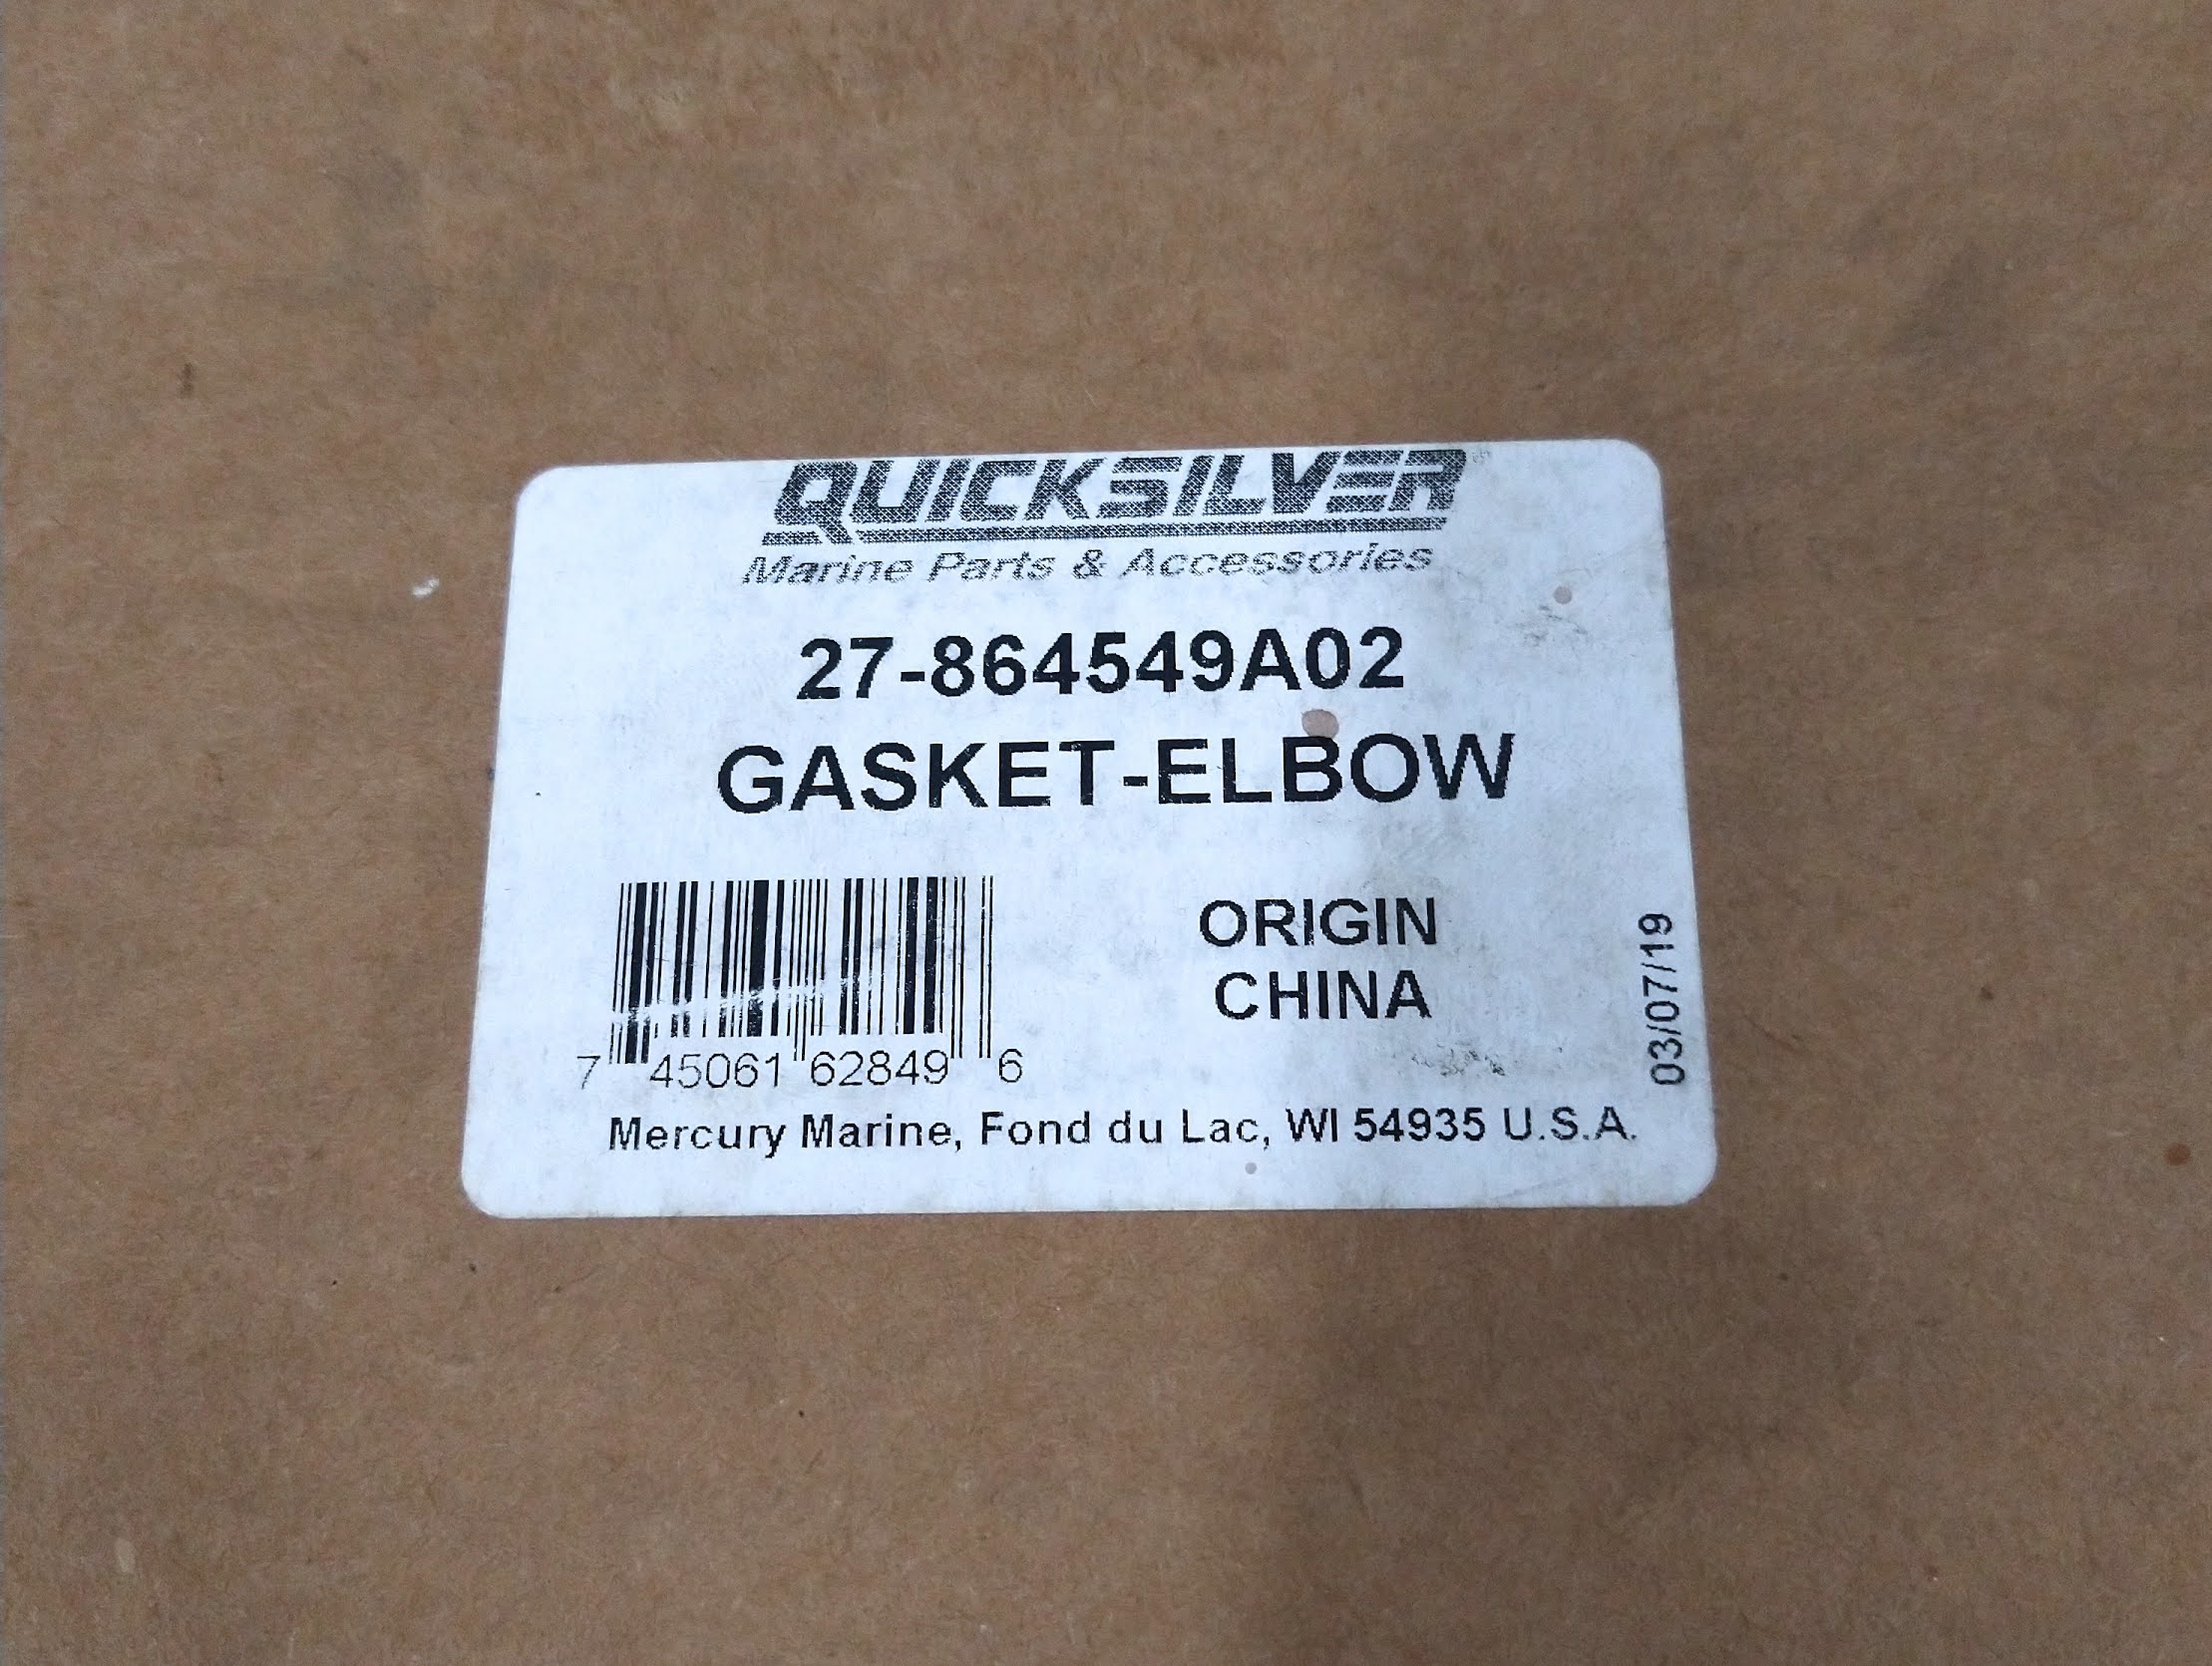 QUICKSILVER
Marine Parts & Accessories
27-864549A02
GASKET-ELBOW
ORIGIN
CHINA
03/07/19
7 45061 62849 6
Mercury Marine, Fond du Lac, WI 54935 U.S.A.